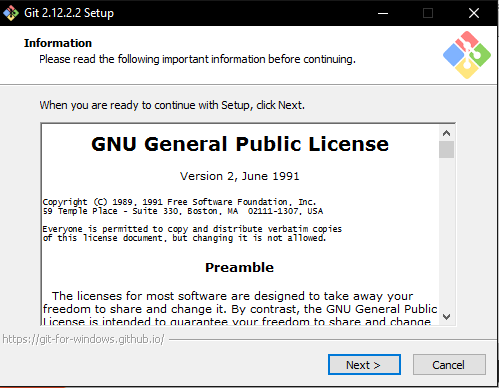 Git 2.12.2.2 Setup
Information
Please read the following important information before continuing.
When you are ready to continue with Setup, click Next.
GNU General Public License
Version 2, June 1991
Copyright (C) 1989, 1991 Free Software Foundation, Inc.
59 Temple Place - Suite 330, Boston, MA  02111-1307, USA
Everyone is permitted to copy and distribute verbatim copies
of this license document, but changing it is not allowed.
Preamble
The licenses for most software are designed to take away your
freedom to share and change it. By contrast, the GNU General Public
License is intended to guarantee your freedom to share and change
https://git-for-windows.github.io/
Next >
Cancel